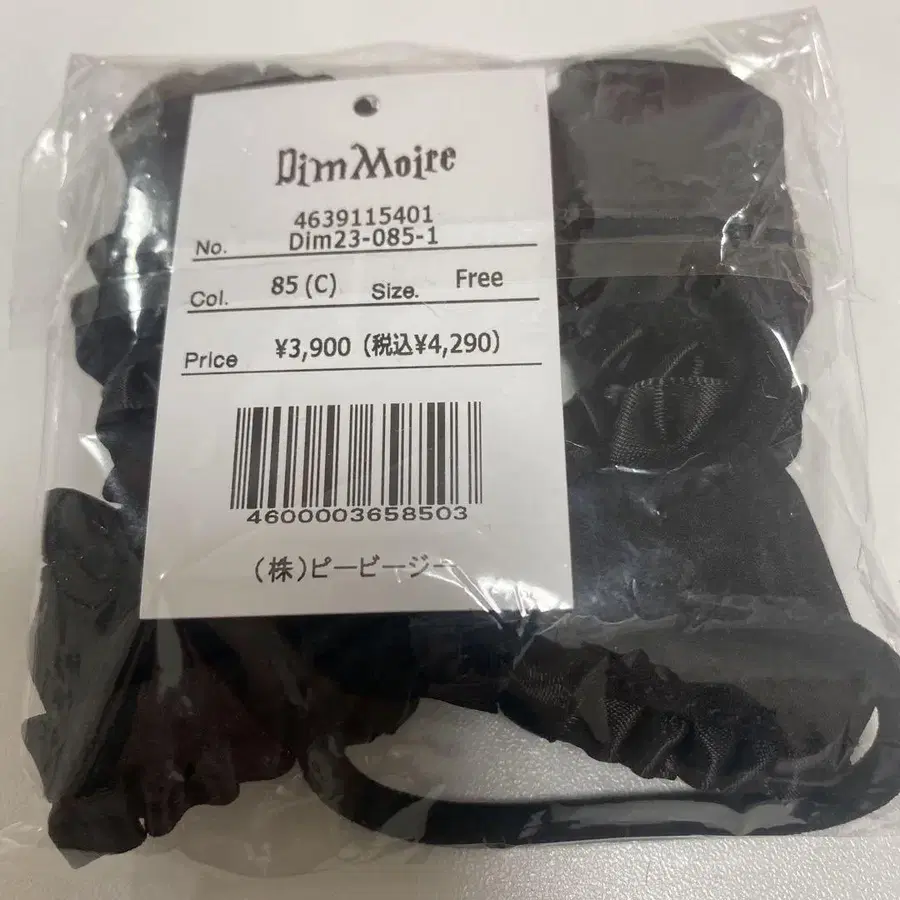 Dim Moire
4639115401
No. Dim23-085-1
Col. 85 (C) Size. Free
Price ¥3,900 (税込¥4,290)
4600003658503
(株)ピービージー